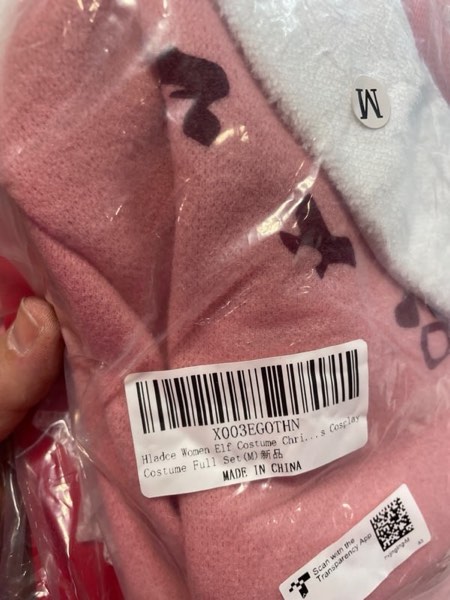 M
X003EGOTHN
Hladce Women Elf Costume Chri...s Cosplay
Costume Full Set(M)新品
MADE IN CHINA
Scan with the
Transparency App